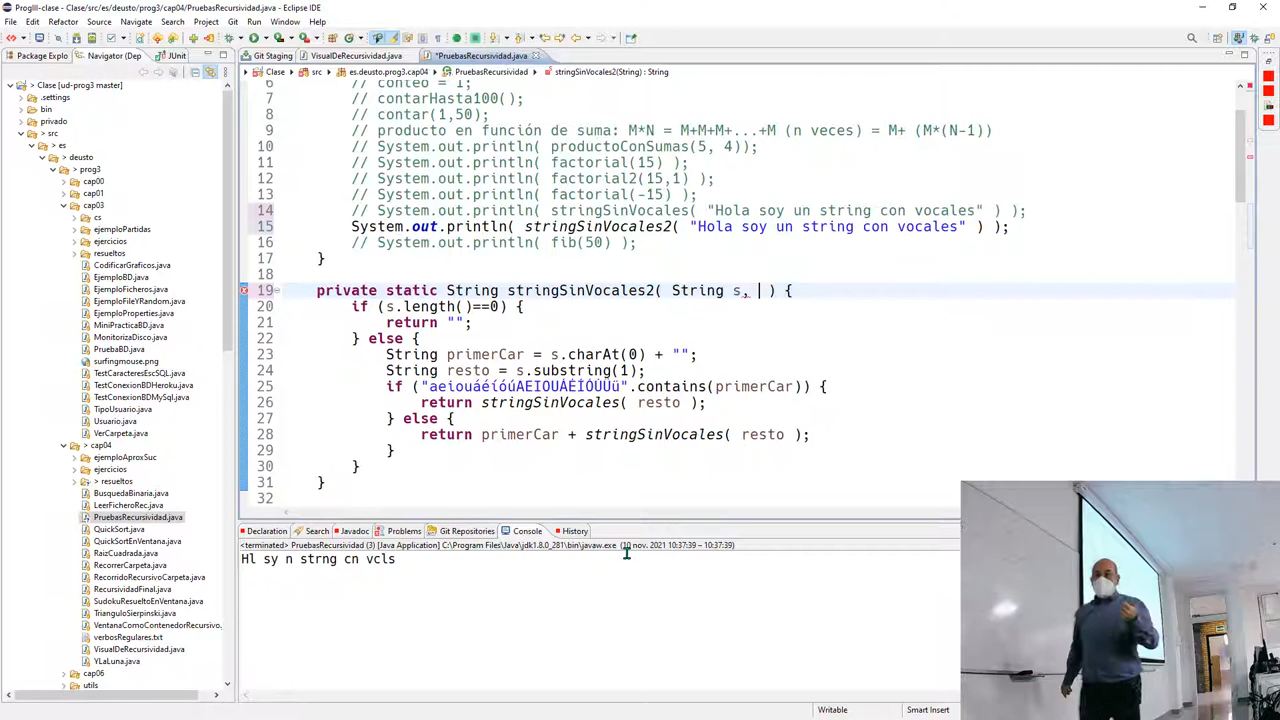 ProgIII-clase - Clase/src/es/deusto/prog3/cap04/PruebasRecursividad.java - Eclipse IDE
File Edit Refactor Source Navigate Search Project Git Run Window Help
Package Explo Navigator (Dep JUnit
Git Staging VisualDeRecursividad.java *PruebasRecursividad.java
Clase src es.deusto.prog3.cap04 PruebasRecursividad stringSinVocales2(String) : String
Clase [ud-prog3 master]
.settings
bin
privado
> src
> es
> deusto
> prog3
cap00
cap01
cap03
cs
ejemploPartidas
ejercicios
resueltos
CodificarGraficos.java
EjemploBD.java
EjemploFicheros.java
EjemploFileYRandom.java
EjemploProperties.java
MiniPracticaBD.java
MonitorizaDisco.java
PruebaBD.java
surfingmouse.png
TestCaracteresEscSQL.java
TestConexionBDHeroku.java
TestConexionBDMySql.java
TipoUsuario.java
Usuario.java
VerCarpeta.java
> cap04
ejemploAproxSuc
ejercicios
> resueltos
BusquedaBinaria.java
LeerFicheroRec.java
PruebasRecursividad.java
QuickSort.java
QuickSortEnVentana.java
RaizCuadrada.java
RecorrerCarpeta.java
RecorridoRecursivoCarpeta.java
RecursividadFinal.java
SudokuResueltoEnVentana.java
TrianguloSierpinski.java
VentanaComoContenedorRecursivo.
verbosRegulares.txt
VisualDeRecursividad.java
YLaLuna.java
cap06
utils
6 // conteo = 1;
7 // contarHasta100();
8 // contar(1,50);
9 // producto en función de suma: M*N = M+M+M+...+M (n veces) = M+ (M*(N-1))
10 // System.out.println( productoConSumas(5, 4));
11 // System.out.println( factorial(15) );
12 // System.out.println( factorial2(15,1) );
13 // System.out.println( factorial(-15) );
14 // System.out.println( stringSinVocales( "Hola soy un string con vocales" ) );
15 System.out.println( stringSinVocales2( "Hola soy un string con vocales" ) );
16 // System.out.println( fib(50) );
17 }
18
19 private static String stringSinVocales2( String s, ) {
20 if (s.length()==0) {
21 return "";
22 } else {
23 String primerCar = s.charAt(0) + "";
24 String resto = s.substring(1);
25 if ("aeiouáéíóúAEIOUÁÉÍÓÚÜü".contains(primerCar)) {
26 return stringSinVocales( resto );
27 } else {
28 return primerCar + stringSinVocales( resto );
29 }
30 }
31 }
32
Declaration Search Javadoc Problems Git Repositories Console History
<terminated> PruebasRecursividad (3) [Java Application] C:\Program Files\Java\jdk1.8.0_281\bin\javaw.exe (10 nov. 2021 10:37:39 – 10:37:39)
Hl sy n strng cn vcls
Writable Smart Insert